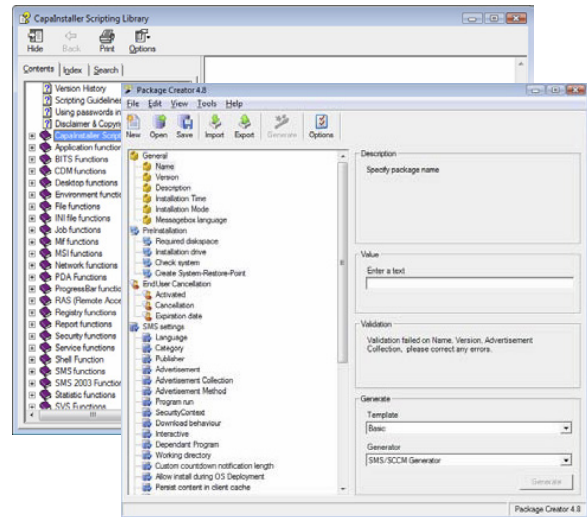 CapaInstaller Scripting Library
Hide Back Print Options
Contents Index Search
Version History
Scripting Guidelines
Using passwords in
Disclaimer & Copyri
CapaInstaller Script
Application function
BITS Functions
CDM functions
Desktop functions
Environment functi
File functions
INI file functions
Job functions
Mif functions
MSI functions
Network functions
PDA Functions
ProgressBar functio
RAS (Remote Acce
Registry functions
Report functions
Security functions
Service functions
Shell Function
SMS functions
SMS 2003 Function
Statistic functions
SVS Functions
Package Creator 4.8
File Edit View Tools Help
New Open Save Import Export Generate Options
General
Name
Version
Description
Installation Time
Installation Mode
Messagebox language
PreInstallation
Required diskspace
Installation drive
Check system
Create System-Restore-Point
EndUser Cancellation
Activated
Cancellation
Expiration date
SMS settings
Language
Category
Publisher
Advertisement
Advertisement Collection
Advertisement Method
Program run
SecurityContext
Download behaviour
Interactive
Dependant Program
Working directory
Custom countdown notification length
Allow install during OS Deployment
Persist content in client cache
Description
Specify package name
Value
Enter a text
Validation
Validation failed on Name, Version, Advertisement
Collection, please correct any errors.
Generate
Template
Basic
Generator
SMS/SCCM Generator
Generate
Package Creator 4.8